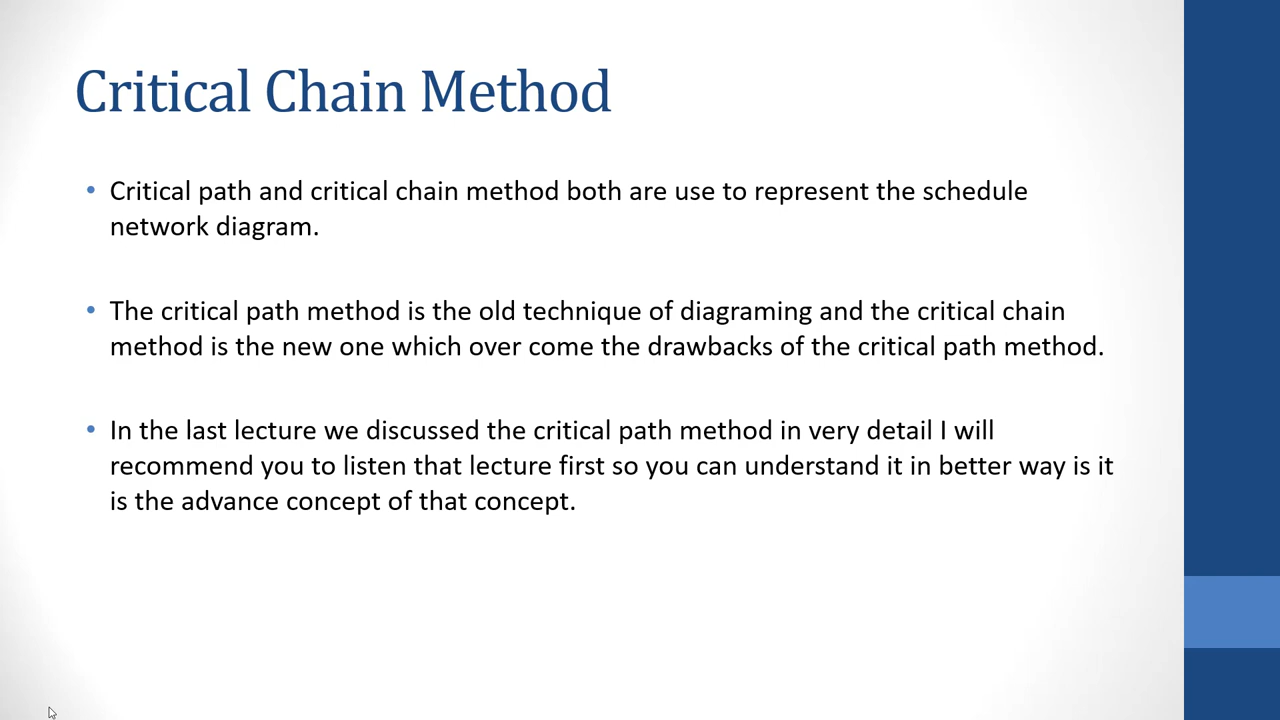 Critical Chain Method
• Critical path and critical chain method both are use to represent the schedule
network diagram.
• The critical path method is the old technique of diagraming and the critical chain
method is the new one which over come the drawbacks of the critical path method.
• In the last lecture we discussed the critical path method in very detail I will
recommend you to listen that lecture first so you can understand it in better way is it
is the advance concept of that concept.